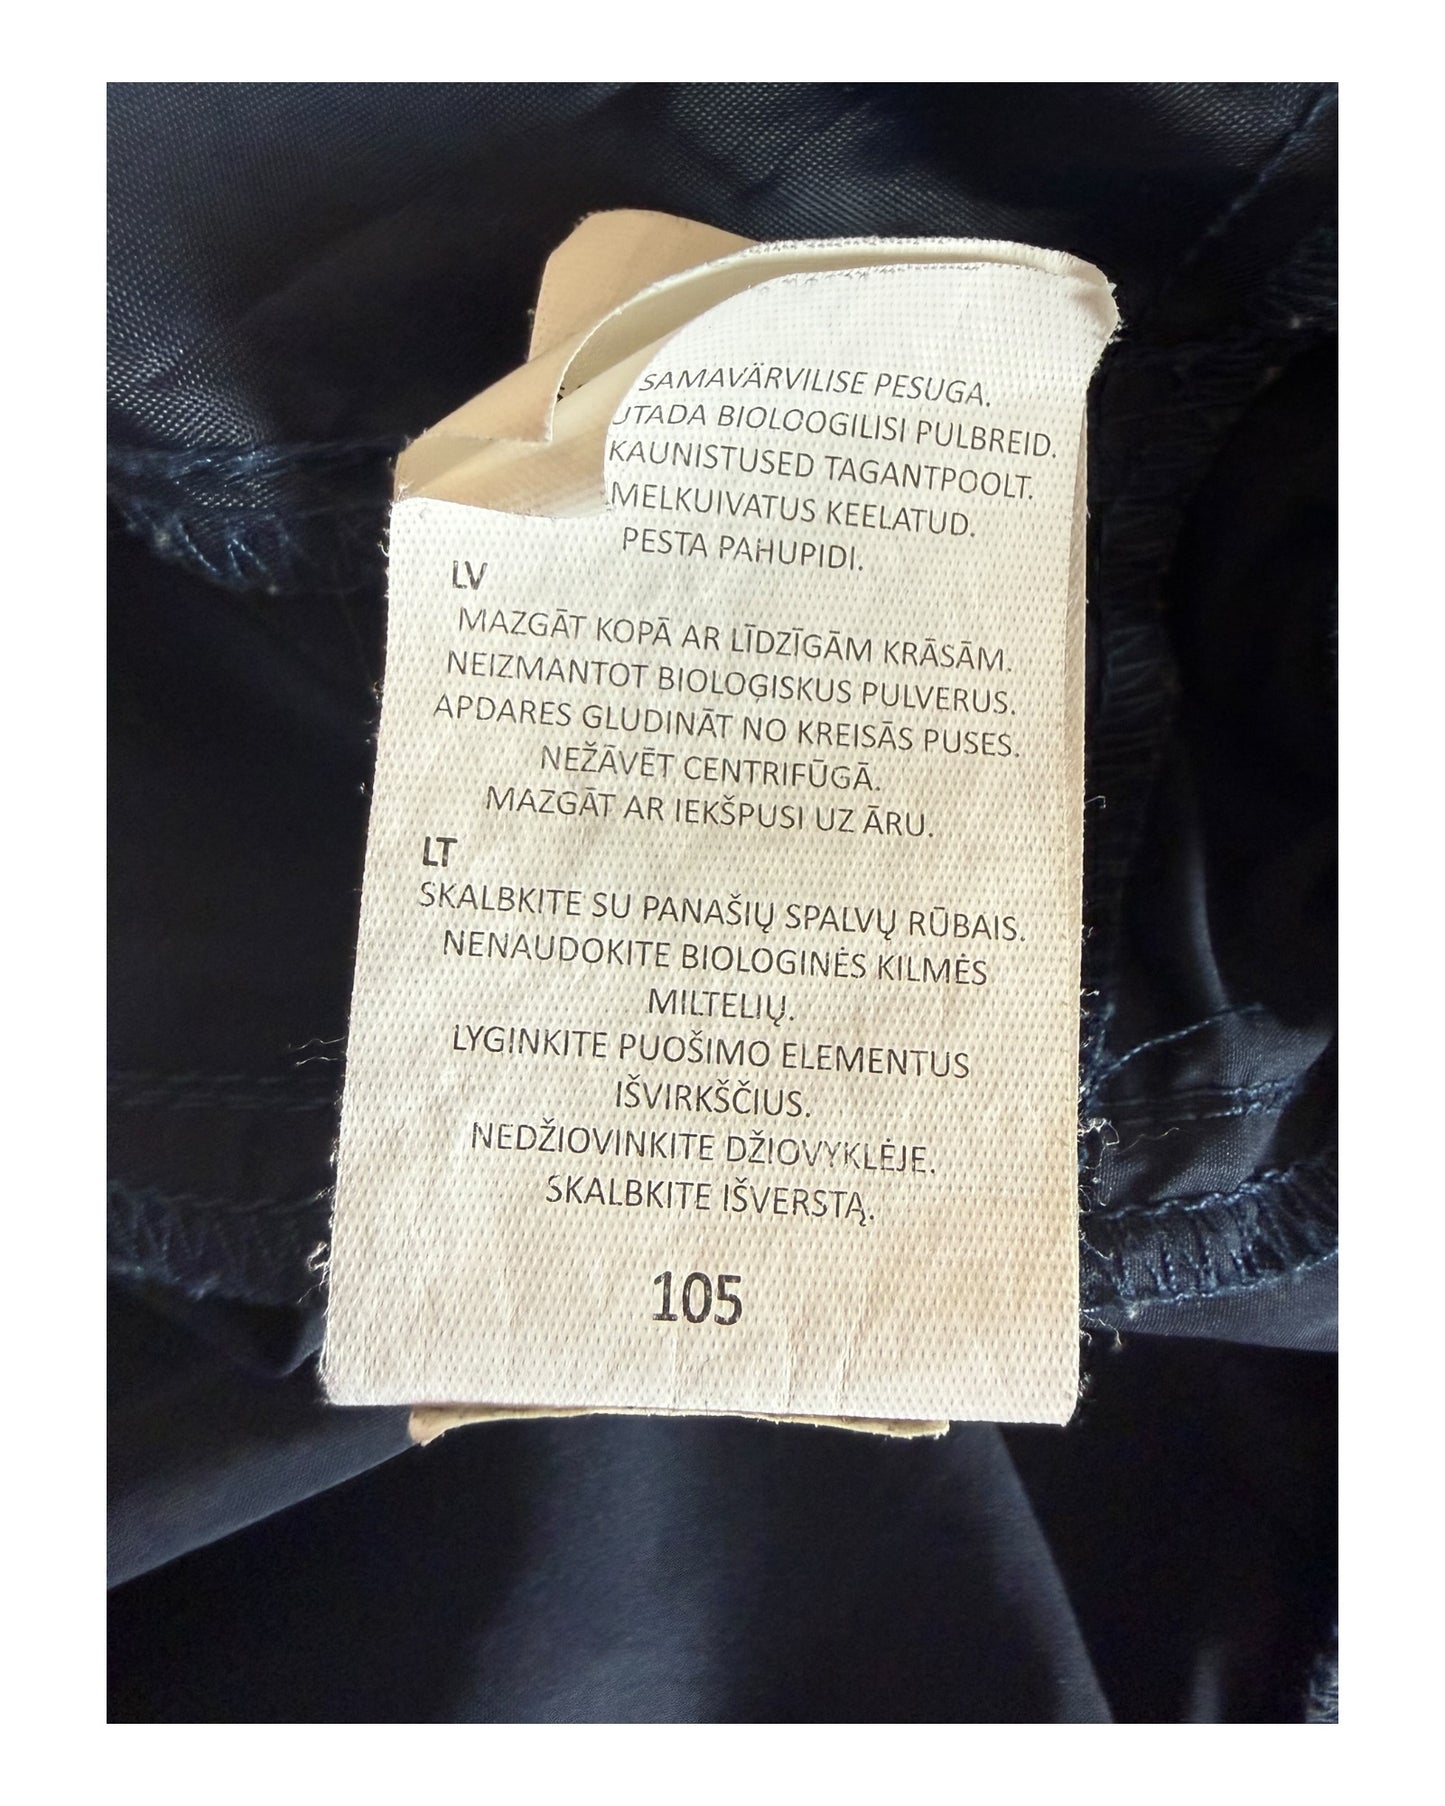 SAMAVÄRVILISE PESUGA.
BIOLOOGILISI PULBREID.
KAUNISTUSED TAGANTPOOLT.
MELKUIVATUS KEELATUD.
PESTA PAHUPIDI.
LV
MAZGĀT KOPĀ AR LĪDZĪGĀM KRĀSĀM.
NEIZMANTOT BIOLOĢISKUS PULVERUS.
APDARES GLUDINĀT NO KREISĀS PUSES.
NEŽĀVĒT CENTRIFŪGĀ.
MAZGĀT AR IEKŠPUSI UZ ĀRU.
LT
SKALBKITE SU PANAŠIŲ SPALVŲ RŪBAIS.
NENAUDOKITE BIOLOGINĖS KILMĖS
MILTELIŲ.
LYGINKITE PUOŠIMO ELEMENTUS
IŠVIRKŠČIUS.
NEDŽIOVINKITE DŽIOVYKLĖJE.
SKALBKITE IŠVERSTĄ.
105